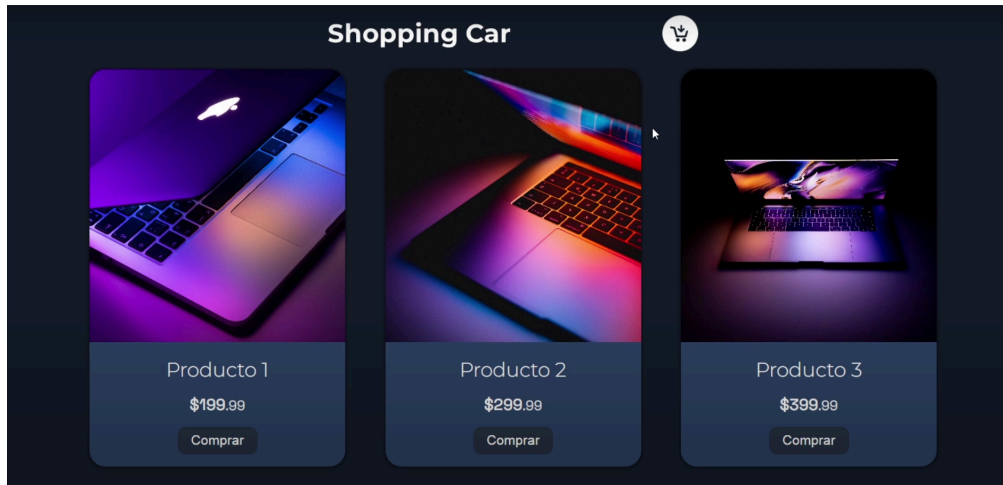 Shopping Car
Producto 1
$199.99
Comprar
Producto 2
$299.99
Comprar
Producto 3
$399.99
Comprar